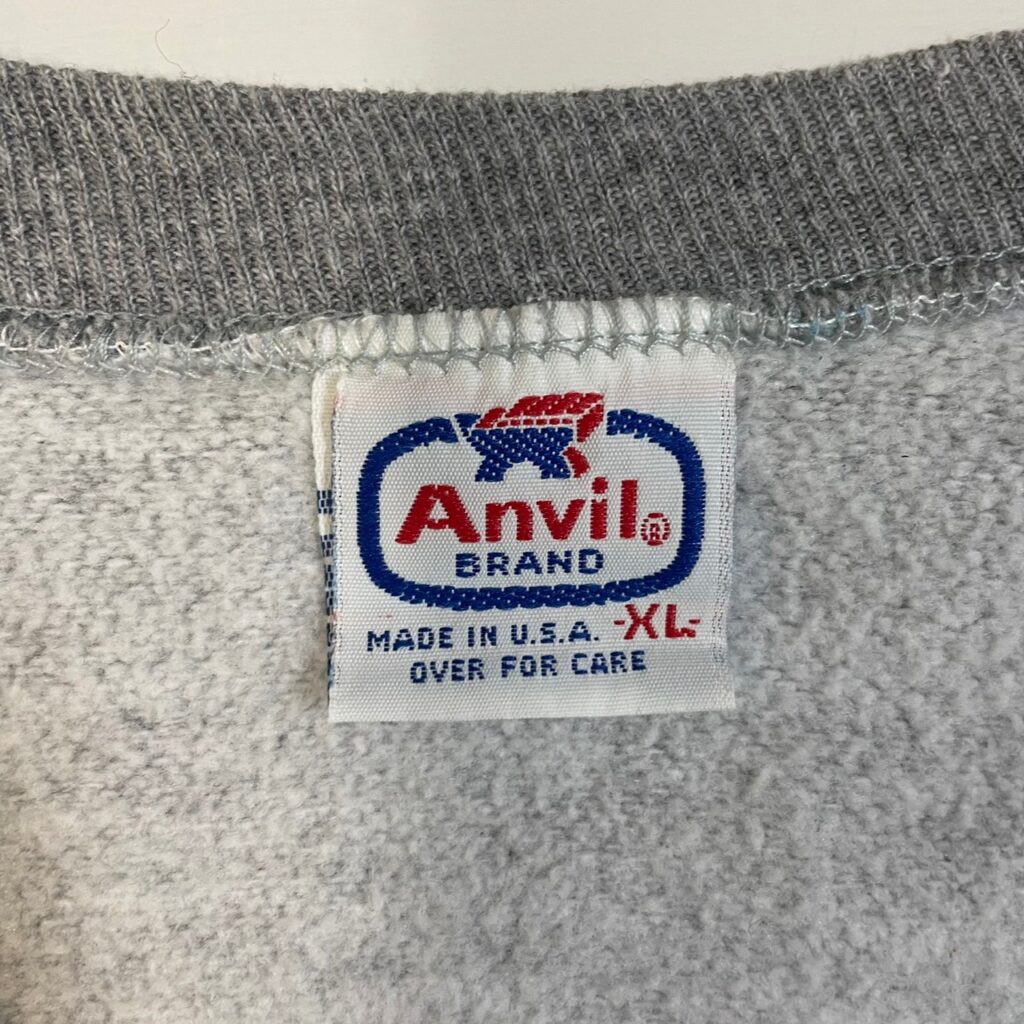 Anvil®
BRAND
MADE IN U.S.A. -XL-
OVER FOR CARE